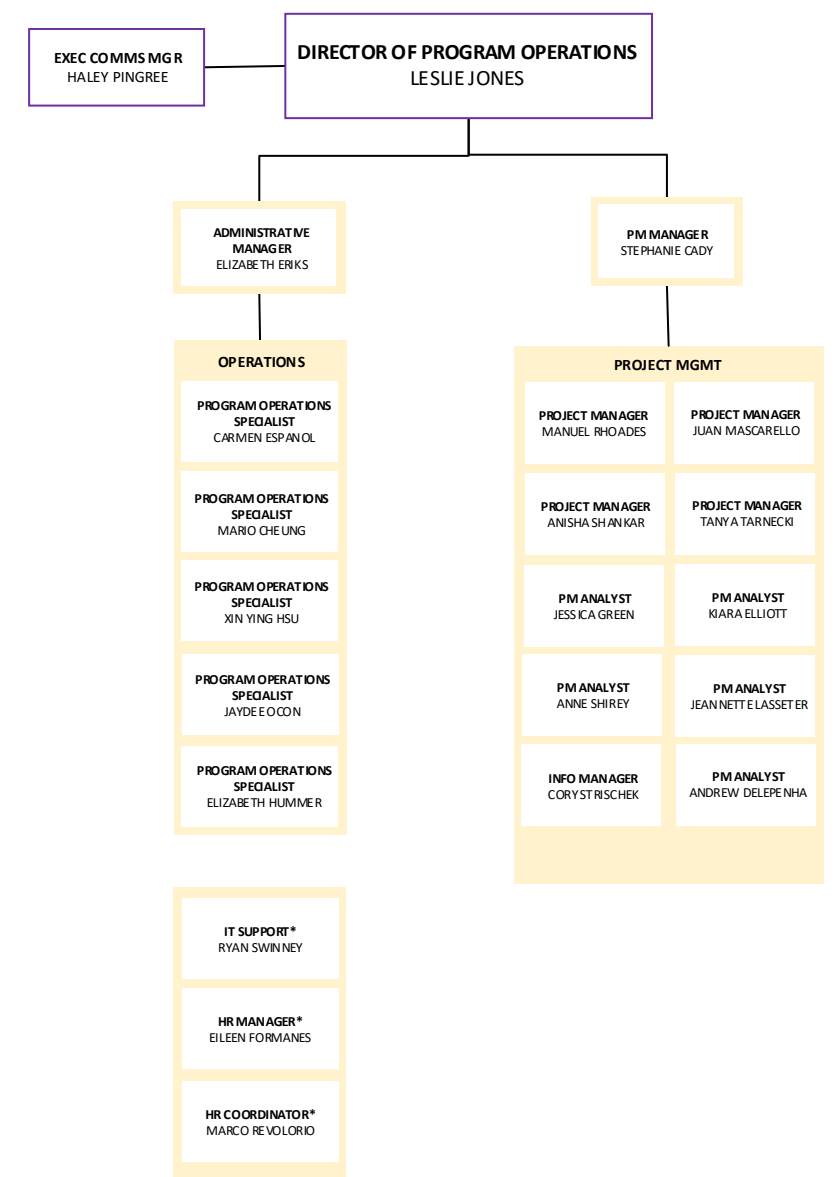 EXEC COMMS MGR
HALEY PINGREE
DIRECTOR OF PROGRAM OPERATIONS
LESLIE JONES
ADMINISTRATIVE
MANAGER
ELIZABETH ERIKS
PM MANAGER
STEPHANIE CADY
OPERATIONS
PROGRAM OPERATIONS
SPECIALIST
CARMEN ESPANOL
PROGRAM OPERATIONS
SPECIALIST
MARIO CHEUNG
PROGRAM OPERATIONS
SPECIALIST
XIN YING HSU
PROGRAM OPERATIONS
SPECIALIST
JAYDEE OCON
PROGRAM OPERATIONS
SPECIALIST
ELIZABETH HUMMER
PROJECT MGMT
PROJECT MANAGER
MANUEL RHOADES
PROJECT MANAGER
JUAN MASCARELLO
PROJECT MANAGER
ANISHA SHANKAR
PROJECT MANAGER
TANYA TARNECKI
PM ANALYST
JESSICA GREEN
PM ANALYST
KIARA ELLIOTT
PM ANALYST
ANNE SHIREY
PM ANALYST
JEANNETTE LASSETER
INFO MANAGER
CORY STRISCHEK
PM ANALYST
ANDREW DELEPENHA
IT SUPPORT*
RYAN SWINNEY
HR MANAGER*
EILEEN FORMANES
HR COORDINATOR*
MARCO REVOLORIO